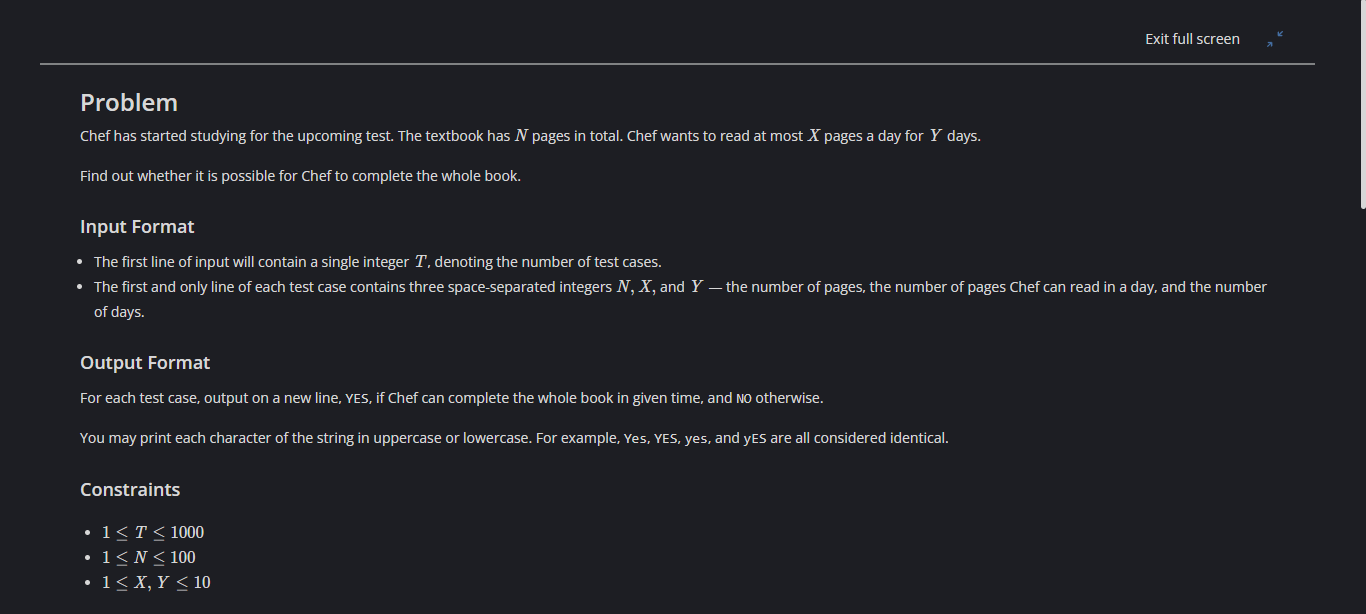 Exit full screen
Problem
Chef has started studying for the upcoming test. The textbook has N pages in total. Chef wants to read at most X pages a day for Y days.
Find out whether it is possible for Chef to complete the whole book.
Input Format
• The first line of input will contain a single integer T, denoting the number of test cases.
• The first and only line of each test case contains three space-separated integers N, X, and Y — the number of pages, the number of pages Chef can read in a day, and the number
of days.
Output Format
For each test case, output on a new line, YES, if Chef can complete the whole book in given time, and NO otherwise.
You may print each character of the string in uppercase or lowercase. For example, Yes, YES, yes, and yES are all considered identical.
Constraints
• 1 ≤ T ≤ 1000
• 1 ≤ N ≤ 100
• 1 ≤ X, Y ≤ 10